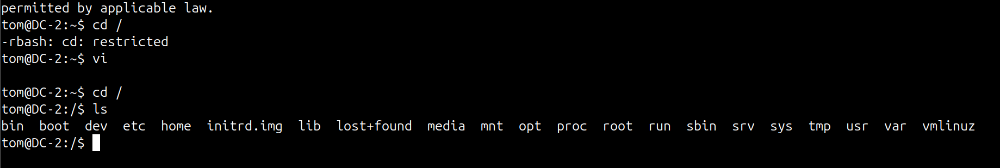 permitted by applicable law.
tom@DC-2:~$ cd /
-rbash: cd: restricted
tom@DC-2:~$ vi
tom@DC-2:~$ cd /
tom@DC-2:/$ ls
bin  boot  dev  etc  home  initrd.img  lib  lost+found  media  mnt  opt  proc  root  run  sbin  srv  sys  tmp  usr  var  vmlinuz
tom@DC-2:/$